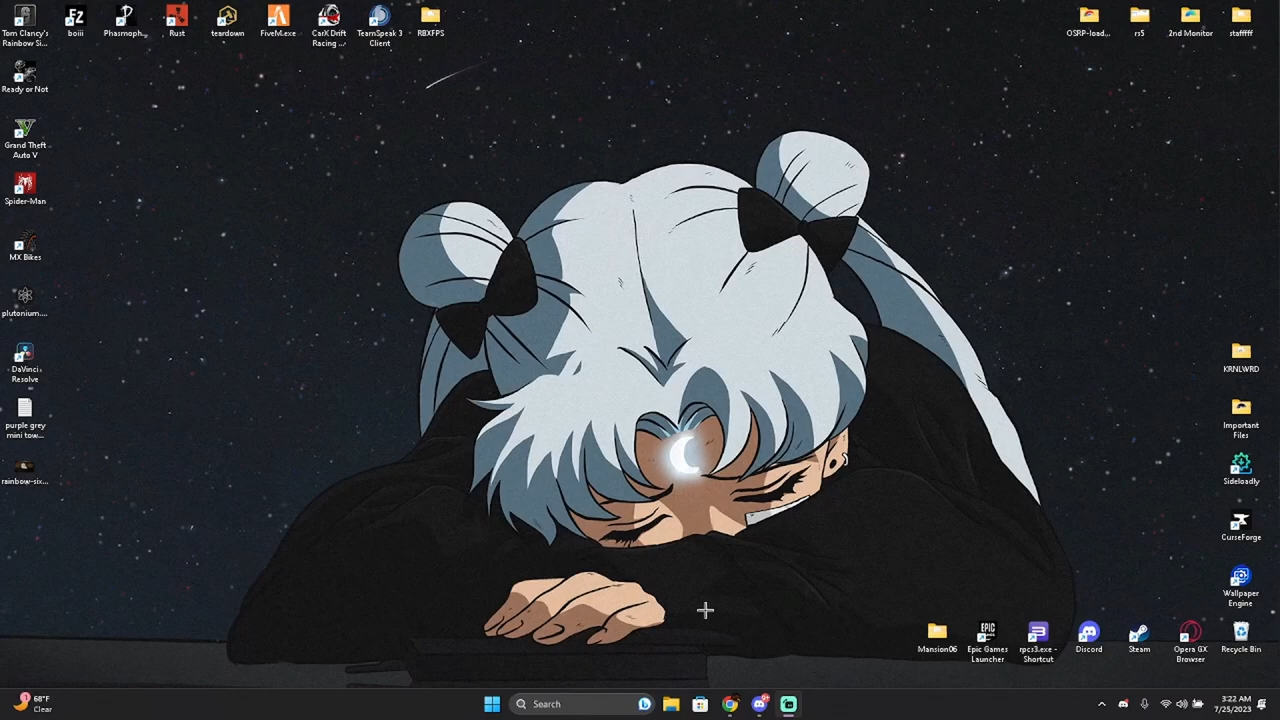 Tom Clancy's
Rainbow Si...
boiii
Phasmoph...
Rust
teardown
FiveM.exe
CarX Drift
Racing ...
TeamSpeak 3
Client
RBXFPS
OSRP-load...
rs5
2nd Monitor
stafffff
Ready or Not
Grand Theft
Auto V
Spider-Man
MX Bikes
plutonium....
DaVinci
Resolve
purple grey
mini tow...
rainbow-six...
KRNLWRD
Important
Files
Sideloadly
CurseForge
Wallpaper
Engine
Mansion06
EPIC
GAMES
Epic Games
Launcher
rpcs3.exe -
Shortcut
Discord
Steam
Opera GX
Browser
Recycle Bin
68°F
Clear
Search
3:22 AM
7/25/2023